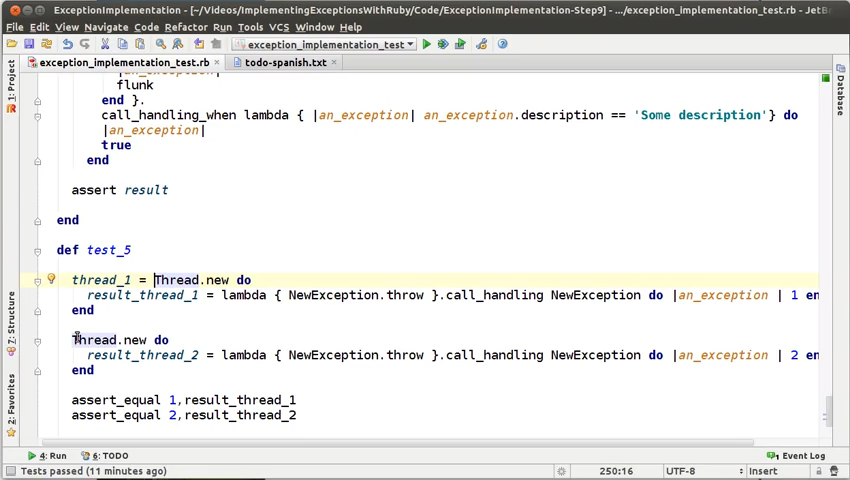 ExceptionImplementation - [~/Videos/ImplementingExceptionsWithRuby/Code/ExceptionImplementation-Step9] - .../exception_implementation_test.rb - JetBra
File Edit View Navigate Code Refactor Run Tools VCS Window Help
exception_implementation_test
exception_implementation_test.rb todo-spanish.txt
1: Project
Database
|an_exception|
flunk
end }.
call_handling_when lambda { |an_exception| an_exception.description == 'Some description'} do
|an_exception|
true
end
assert result
end
def test_5
thread_1 = Thread.new do
result_thread_1 = lambda { NewException.throw }.call_handling NewException do |an_exception | 1 en
end
Thread.new do
result_thread_2 = lambda { NewException.throw }.call_handling NewException do |an_exception | 2 en
end
assert_equal 1,result_thread_1
assert_equal 2,result_thread_2
7: Structure
2: Favorites
4: Run 6: TODO Event Log
Tests passed (11 minutes ago) 250:16 UTF-8 Insert